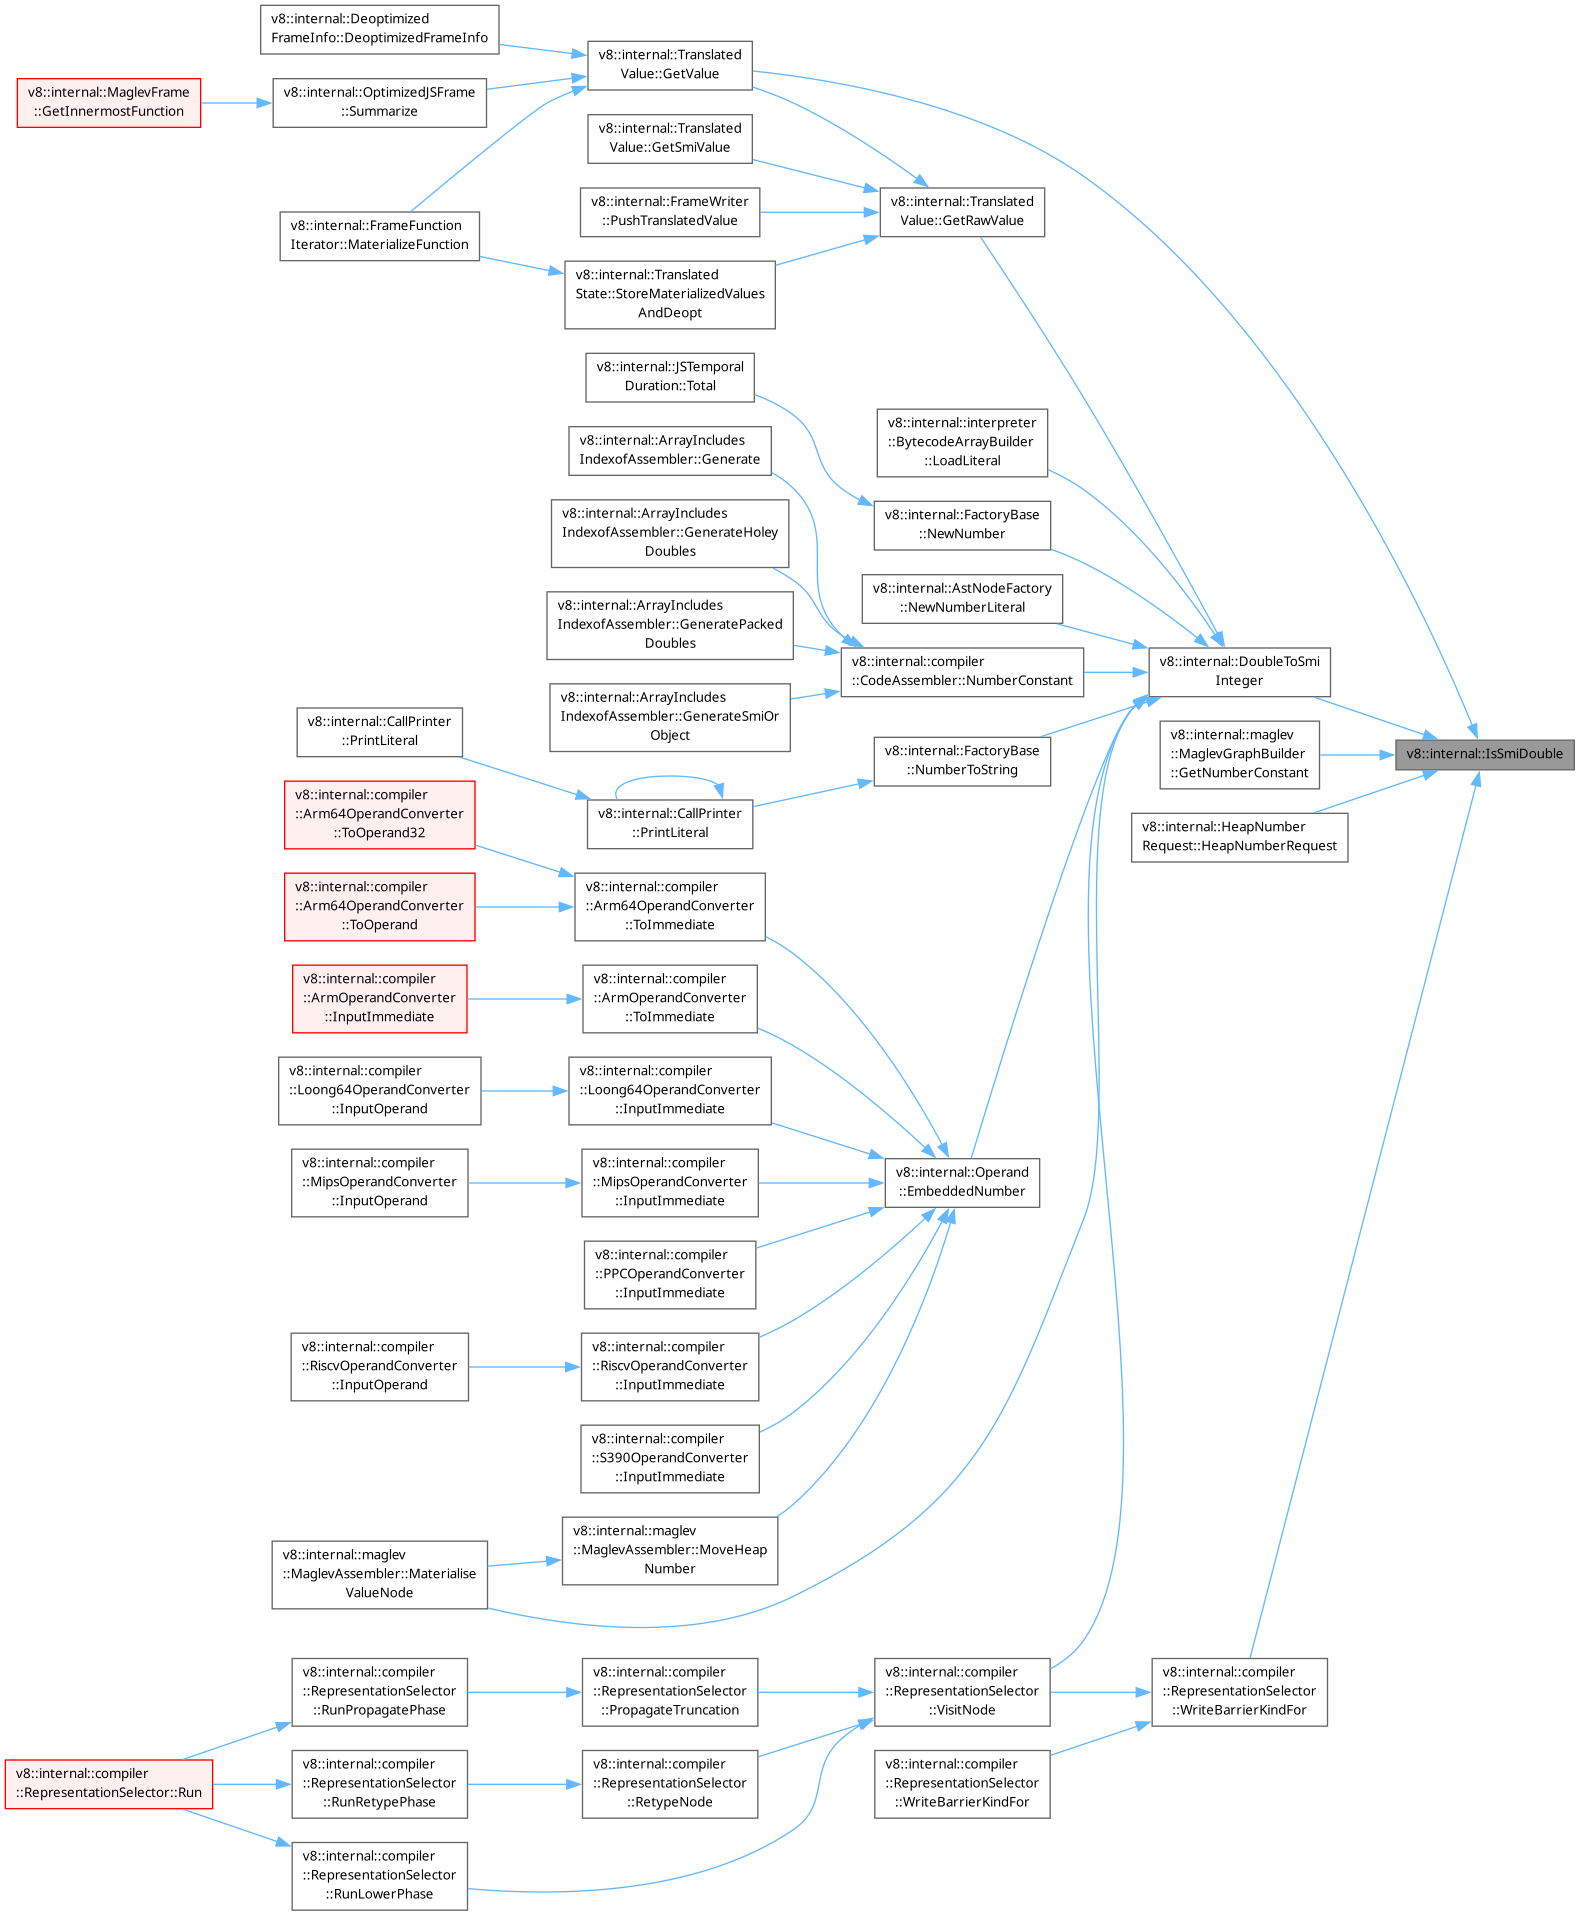 v8::internal::Deoptimized
FrameInfo::DeoptimizedFrameInfo
v8::internal::Translated
Value::GetValue
v8::internal::MaglevFrame
::GetInnermostFunction
v8::internal::OptimizedJSFrame
::Summarize
v8::internal::Translated
Value::GetSmiValue
v8::internal::FrameWriter
::PushTranslatedValue
v8::internal::Translated
Value::GetRawValue
v8::internal::FrameFunction
Iterator::MaterializeFunction
v8::internal::Translated
State::StoreMaterializedValues
AndDeopt
v8::internal::JSTemporal
Duration::Total
v8::internal::interpreter
::BytecodeArrayBuilder
::LoadLiteral
v8::internal::ArrayIncludes
IndexofAssembler::Generate
v8::internal::ArrayIncludes
IndexofAssembler::GenerateHoley
Doubles
v8::internal::FactoryBase
::NewNumber
v8::internal::AstNodeFactory
::NewNumberLiteral
v8::internal::ArrayIncludes
IndexofAssembler::GeneratePacked
Doubles
v8::internal::compiler
::CodeAssembler::NumberConstant
v8::internal::DoubleToSmi
Integer
v8::internal::ArrayIncludes
IndexofAssembler::GenerateSmiOr
Object
v8::internal::CallPrinter
::PrintLiteral
v8::internal::FactoryBase
::NumberToString
v8::internal::maglev
::MaglevGraphBuilder
::GetNumberConstant
v8::internal::IsSmiDouble
v8::internal::compiler
::Arm64OperandConverter
::ToOperand32
v8::internal::CallPrinter
::PrintLiteral
v8::internal::HeapNumber
Request::HeapNumberRequest
v8::internal::compiler
::Arm64OperandConverter
::ToOperand
v8::internal::compiler
::Arm64OperandConverter
::ToImmediate
v8::internal::compiler
::ArmOperandConverter
::InputImmediate
v8::internal::compiler
::ArmOperandConverter
::ToImmediate
v8::internal::compiler
::Loong64OperandConverter
::InputOperand
v8::internal::compiler
::Loong64OperandConverter
::InputImmediate
v8::internal::compiler
::MipsOperandConverter
::InputOperand
v8::internal::compiler
::MipsOperandConverter
::InputImmediate
v8::internal::Operand
::EmbeddedNumber
v8::internal::compiler
::PPCOperandConverter
::InputImmediate
v8::internal::compiler
::RiscvOperandConverter
::InputOperand
v8::internal::compiler
::RiscvOperandConverter
::InputImmediate
v8::internal::compiler
::S390OperandConverter
::InputImmediate
v8::internal::maglev
::MaglevAssembler::Materialise
ValueNode
v8::internal::maglev
::MaglevAssembler::MoveHeap
Number
v8::internal::compiler
::RepresentationSelector
::RunPropagatePhase
v8::internal::compiler
::RepresentationSelector
::PropagateTruncation
v8::internal::compiler
::RepresentationSelector
::VisitNode
v8::internal::compiler
::RepresentationSelector
::WriteBarrierKindFor
v8::internal::compiler
::RepresentationSelector::Run
v8::internal::compiler
::RepresentationSelector
::RunRetypePhase
v8::internal::compiler
::RepresentationSelector
::RetypeNode
v8::internal::compiler
::RepresentationSelector
::WriteBarrierKindFor
v8::internal::compiler
::RepresentationSelector
::RunLowerPhase